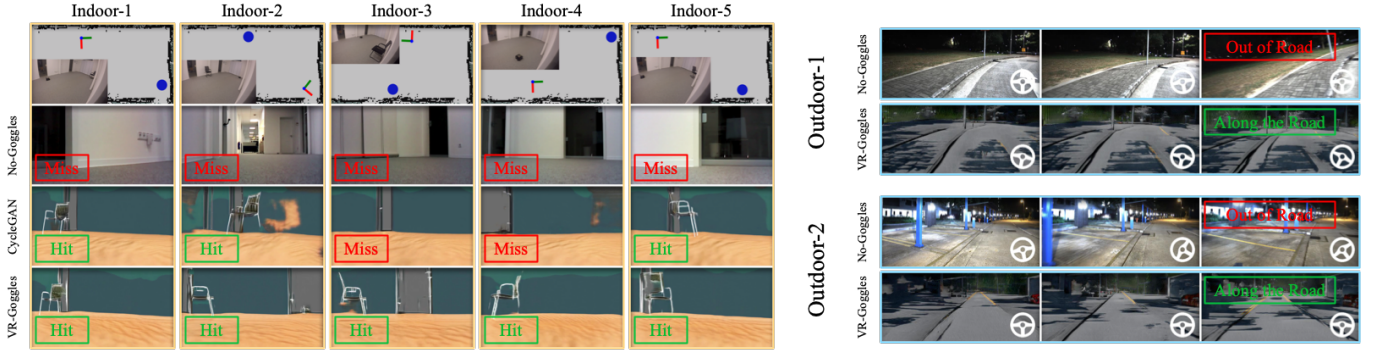 Indoor-1 Indoor-2 Indoor-3 Indoor-4 Indoor-5
No-Goggles
Miss Miss Miss Miss Miss
CycleGAN
Hit Hit Miss Miss Hit
VR-Goggles
Hit Hit Hit Hit Hit
Outdoor-1
No-Goggles
Out of Road
VR-Goggles
Along the Road
Outdoor-2
No-Goggles
Out of Road
VR-Goggles
Along the Road